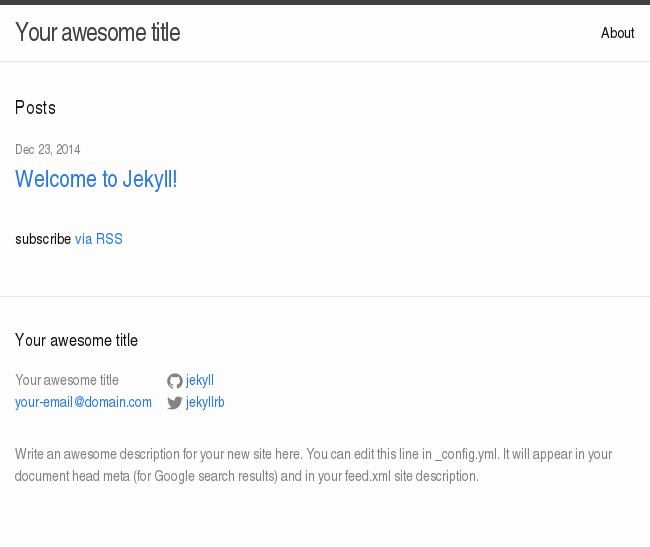 Your awesome title
About
Posts
Dec 23, 2014
Welcome to Jekyll!
subscribe via RSS
Your awesome title
Your awesome title
your-email@domain.com
jekyll
jekyllrb
Write an awesome description for your new site here. You can edit this line in _config.yml. It will appear in your
document head meta (for Google search results) and in your feed.xml site description.